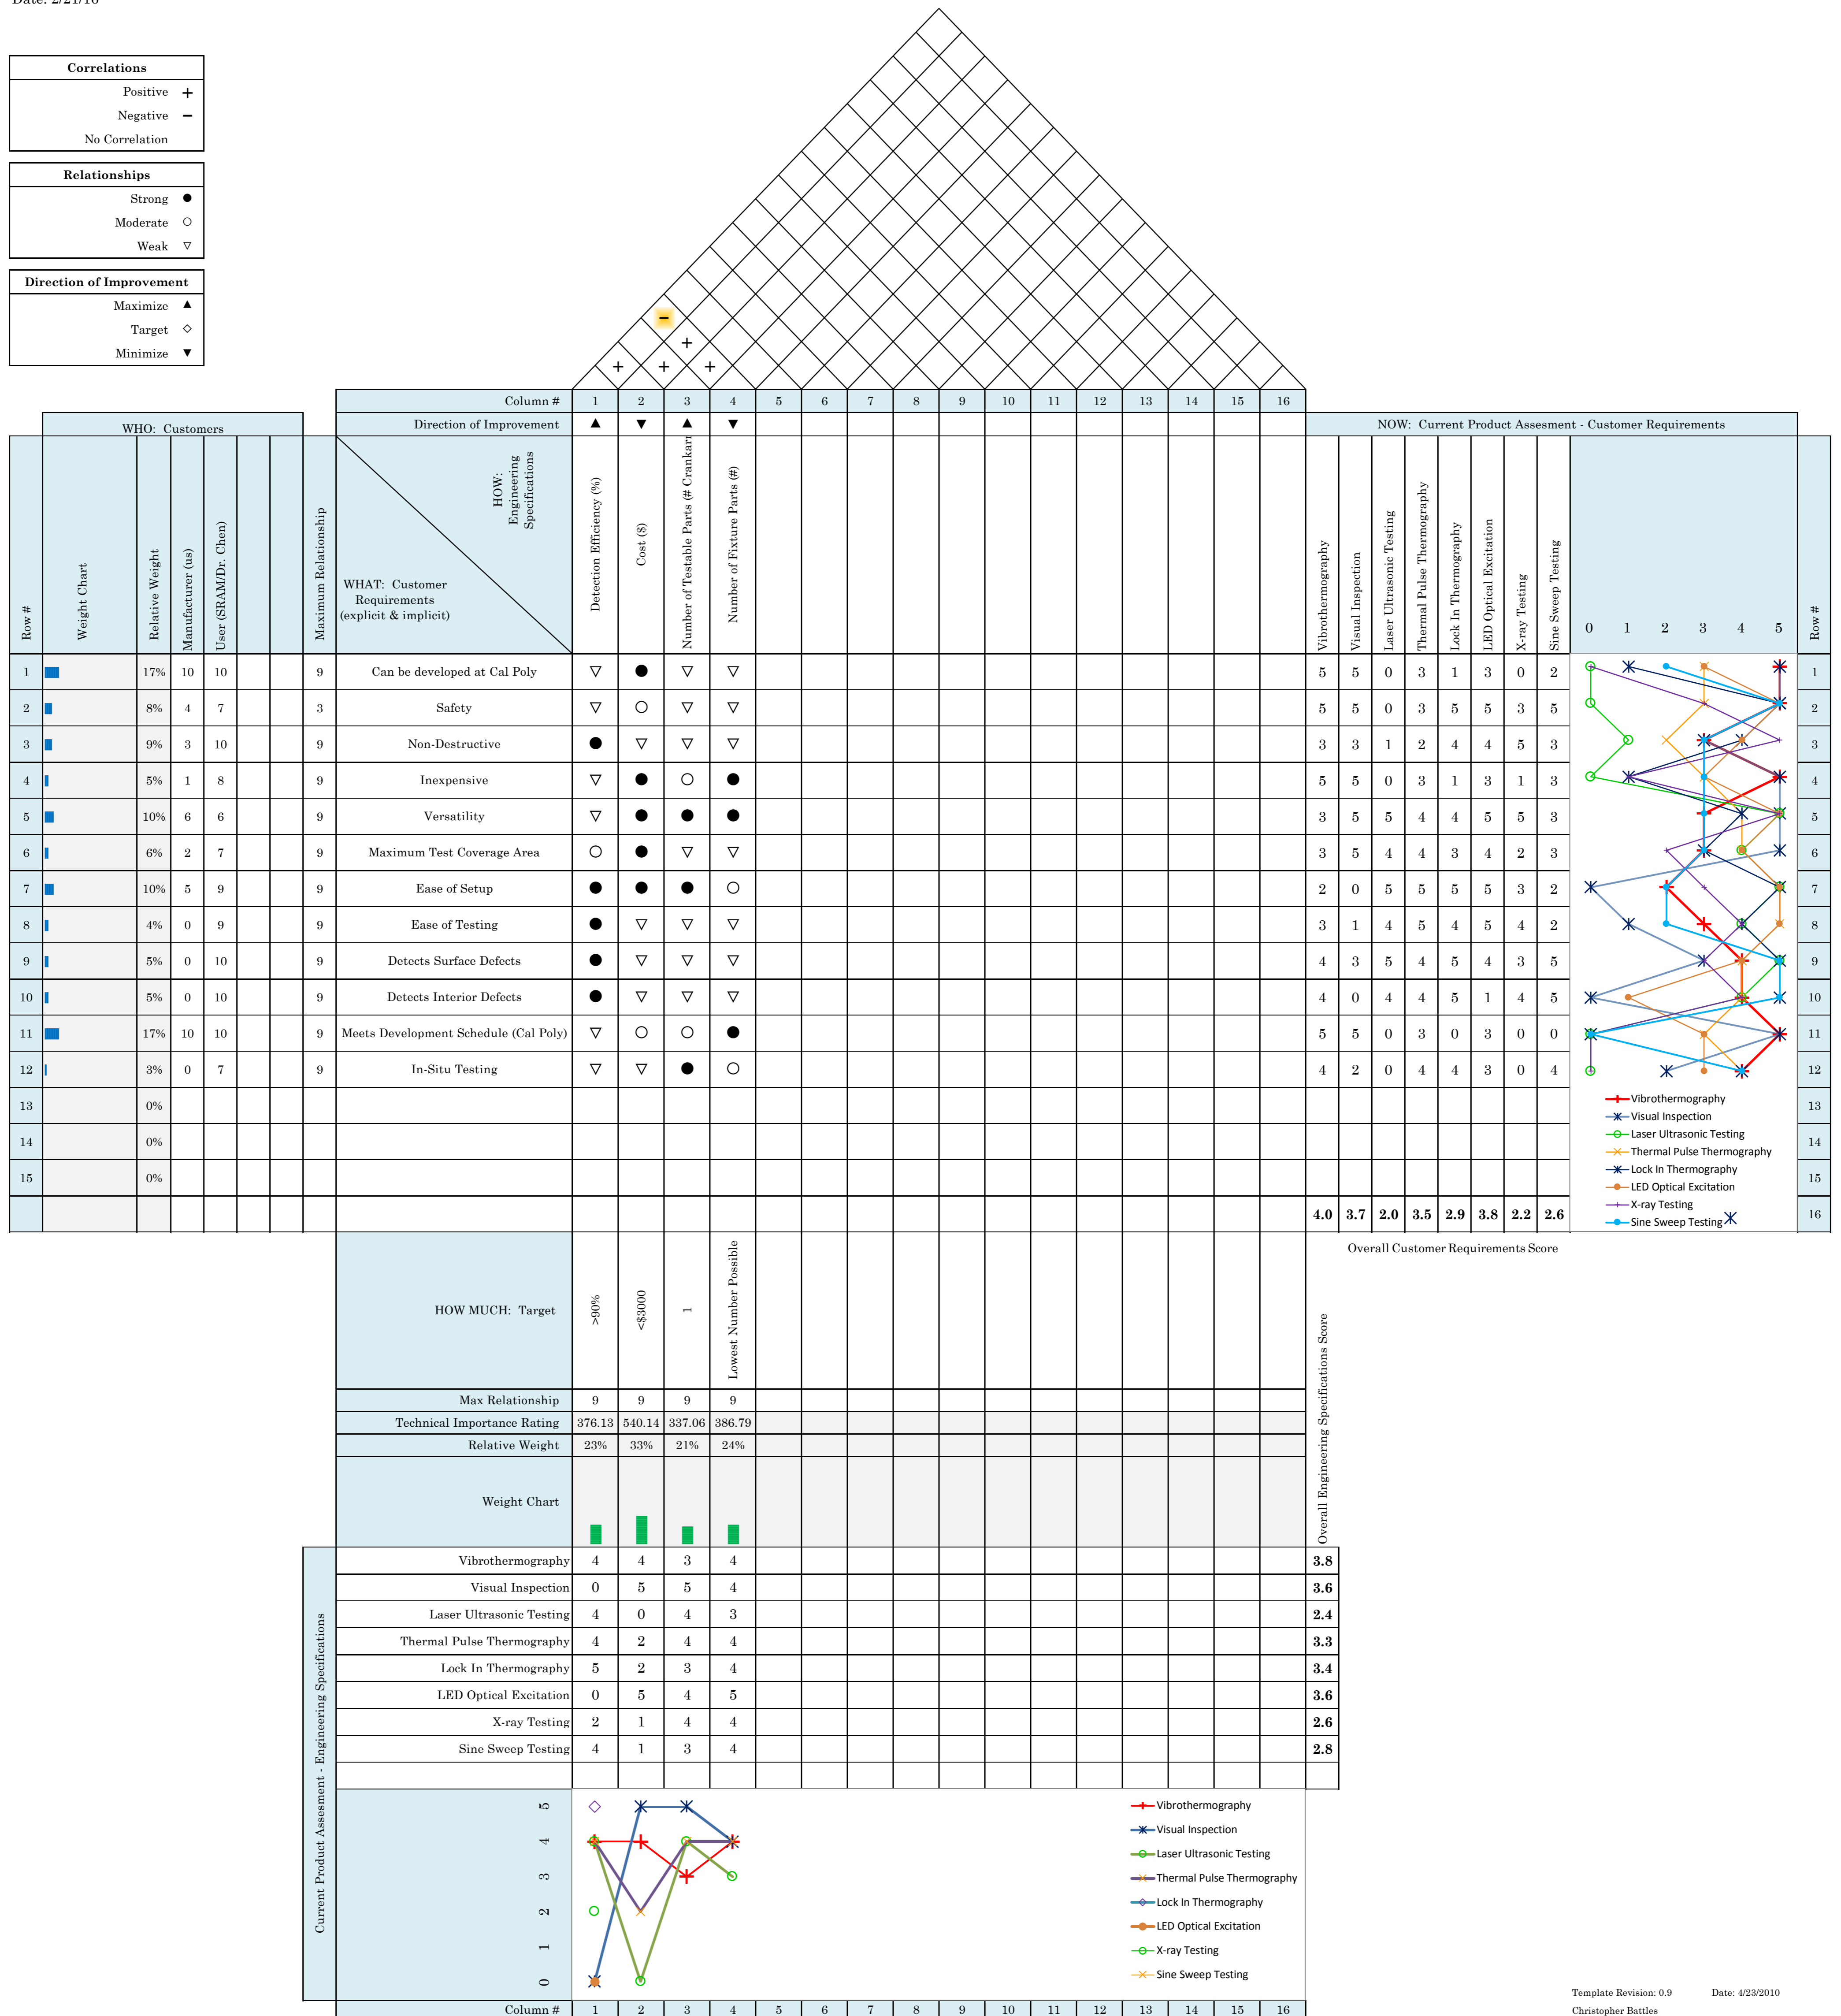 Date: 2/21/16
Correlations
Positive +
Negative −
No Correlation
Relationships
Strong ●
Moderate ○
Weak ▽
Direction of Improvement
Maximize ▲
Target ◇
Minimize ▼
−
+
+ + +
Column # 1 2 3 4 5 6 7 8 9 10 11 12 13 14 15 16
WHO: Customers
Direction of Improvement ▲ ▼ ▲ ▼
NOW: Current Product Assesment - Customer Requirements
Row #
Weight Chart
Relative Weight
Manufacturer (us)
User (SRAM/Dr. Chen)
Maximum Relationship
HOW:
Engineering
Specifications
WHAT: Customer
Requirements
(explicit & implicit)
Detection Efficiency (%)
Cost ($)
Number of Testable Parts (# Crankarm
Number of Fixture Parts (#)
Vibrothermography
Visual Inspection
Laser Ultrasonic Testing
Thermal Pulse Thermography
Lock In Thermography
LED Optical Excitation
X-ray Testing
Sine Sweep Testing
0 1 2 3 4 5
Row #
1 17% 10 10 9 Can be developed at Cal Poly ▽ ● ▽ ▽ 5 5 0 3 1 3 0 2 1
2 8% 4 7 3 Safety ▽ ○ ▽ ▽ 5 5 0 3 5 5 3 5 2
3 9% 3 10 9 Non-Destructive ● ▽ ▽ ▽ 3 3 1 2 4 4 5 3 3
4 5% 1 8 9 Inexpensive ▽ ● ○ ● 5 5 0 3 1 3 1 3 4
5 10% 6 6 9 Versatility ▽ ● ● ● 3 5 5 4 4 5 5 3 5
6 6% 2 7 9 Maximum Test Coverage Area ○ ● ▽ ▽ 3 5 4 4 3 4 2 3 6
7 10% 5 9 9 Ease of Setup ● ● ● ○ 2 0 5 5 5 5 3 2 7
8 4% 0 9 9 Ease of Testing ● ▽ ▽ ▽ 3 1 4 5 4 5 4 2 8
9 5% 0 10 9 Detects Surface Defects ● ▽ ▽ ▽ 4 3 5 4 5 4 3 5 9
10 5% 0 10 9 Detects Interior Defects ● ▽ ▽ ▽ 4 0 4 4 5 1 4 5 10
11 17% 10 10 9 Meets Development Schedule (Cal Poly) ▽ ○ ○ ● 5 5 0 3 0 3 0 0 11
12 3% 0 7 9 In-Situ Testing ▽ ▽ ● ○ 4 2 0 4 4 3 0 4 12
13 0% 13
14 0% 14
15 0% 15
4.0 3.7 2.0 3.5 2.9 3.8 2.2 2.6 16
Vibrothermography
Visual Inspection
Laser Ultrasonic Testing
Thermal Pulse Thermography
Lock In Thermography
LED Optical Excitation
X-ray Testing
Sine Sweep Testing
Overall Customer Requirements Score
HOW MUCH: Target >90% <$3000 1 Lowest Number Possible
Overall Engineering Specifications Score
Max Relationship 9 9 9 9
Technical Importance Rating 376.13 540.14 337.06 386.79
Relative Weight 23% 33% 21% 24%
Weight Chart
Current Product Assesment - Engineering Specifications
Vibrothermography 4 4 3 4 3.8
Visual Inspection 0 5 5 4 3.6
Laser Ultrasonic Testing 4 0 4 3 2.4
Thermal Pulse Thermography 4 2 4 4 3.3
Lock In Thermography 5 2 3 4 3.4
LED Optical Excitation 0 5 4 5 3.6
X-ray Testing 2 1 4 4 2.6
Sine Sweep Testing 4 1 3 4 2.8
5
4
3
2
1
0
Vibrothermography
Visual Inspection
Laser Ultrasonic Testing
Thermal Pulse Thermography
Lock In Thermography
LED Optical Excitation
X-ray Testing
Sine Sweep Testing
Column # 1 2 3 4 5 6 7 8 9 10 11 12 13 14 15 16
Template Revision: 0.9 Date: 4/23/2010
Christopher Battles